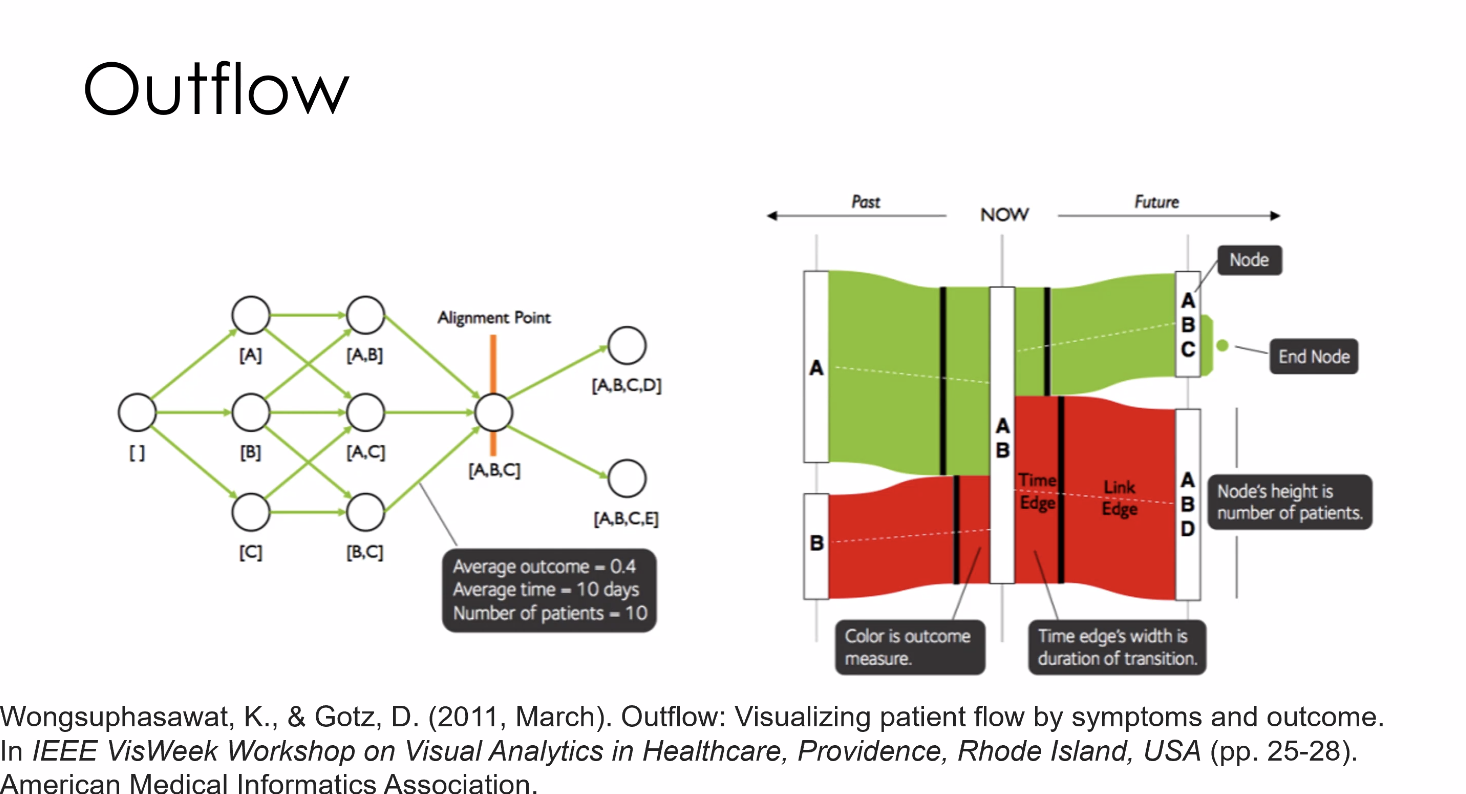 Outflow
Alignment Point
[ ]
[A]
[B]
[C]
[A,B]
[A,C]
[B,C]
[A,B,C]
[A,B,C,D]
[A,B,C,E]
Average outcome = 0.4
Average time = 10 days
Number of patients = 10
Past
NOW
Future
A
B
A
B
Time
Edge
Link
Edge
A
B
C
A
B
D
Node
End Node
Node's height is
number of patients.
Color is outcome
measure.
Time edge's width is
duration of transition.
Wongsuphasawat, K., & Gotz, D. (2011, March). Outflow: Visualizing patient flow by symptoms and outcome.
In IEEE VisWeek Workshop on Visual Analytics in Healthcare, Providence, Rhode Island, USA (pp. 25-28).
American Medical Informatics Association.